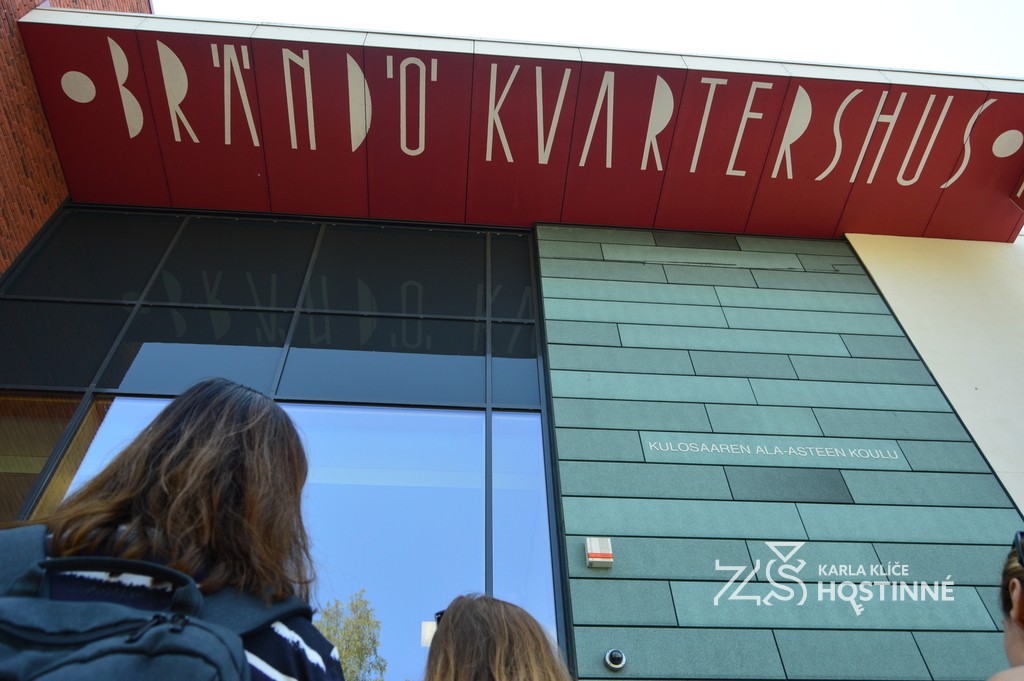 BRÄNDÖ KVARTERSHUS
KULOSAAREN ALA-ASTEEN KOULU
ZŠ KARLA KLÍČE
HOSTINNÉ